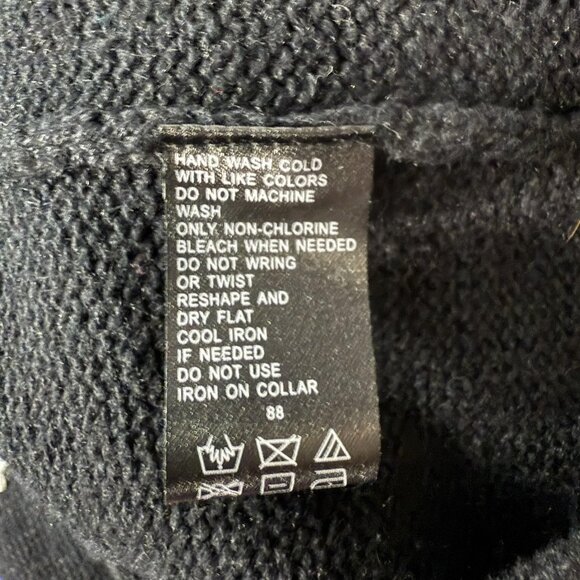 HAND WASH COLD
WITH LIKE COLORS
DO NOT MACHINE
WASH
ONLY NON-CHLORINE
BLEACH WHEN NEEDED
DO NOT WRING
OR TWIST
RESHAPE AND
DRY FLAT
COOL IRON
IF NEEDED
DO NOT USE
IRON ON COLLAR
88